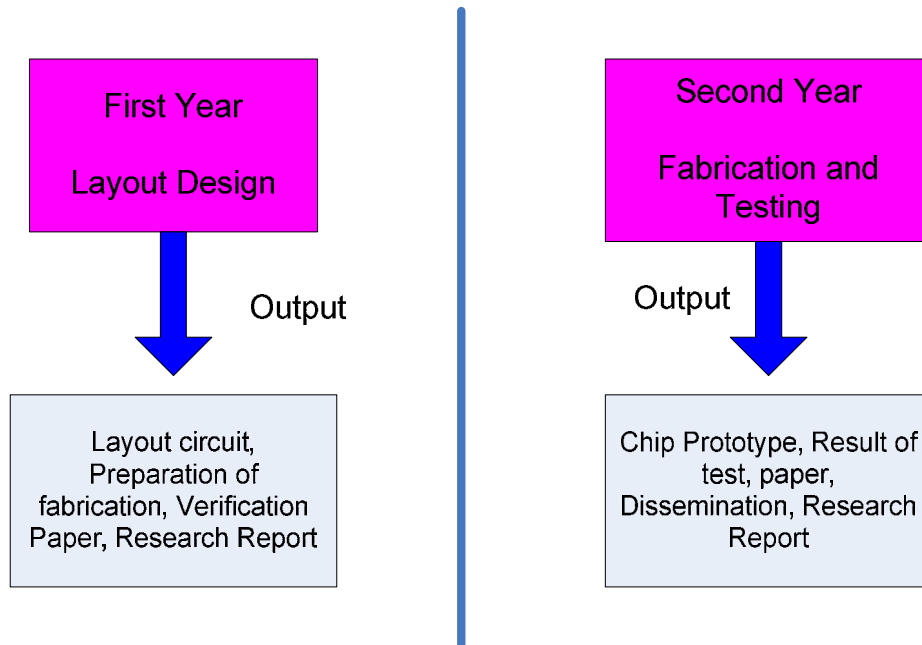 First Year
Layout Design
Output
Layout circuit,
Preparation of
fabrication, Verification
Paper, Research Report
Second Year
Fabrication and
Testing
Output
Chip Prototype, Result of
test, paper,
Dissemination, Research
Report